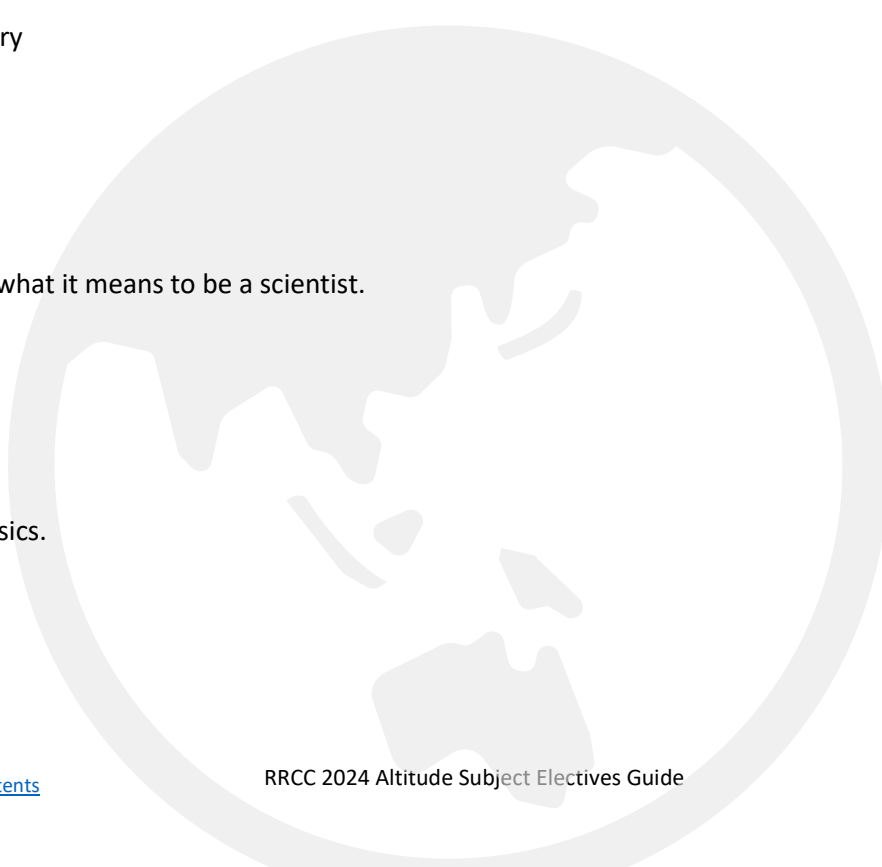 ry
what it means to be a scientist.
sics.
tents
RRCC 2024 Altitude Subject Electives Guide